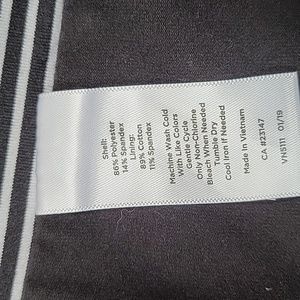 Shell:
86% Polyester
14% Spandex
Lining:
89% Cotton
11% Spandex
Machine Wash Cold
With Like Colors
Gentle Cycle
Only Non-Chlorine
Bleach When Needed
Tumble Dry
Cool Iron If Needed
Made In Vietnam
CA #23147
VN5111 01/19